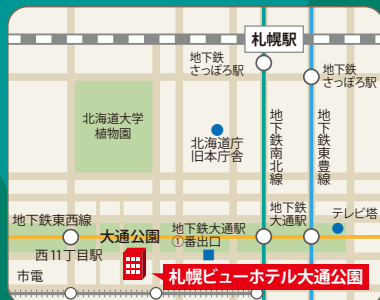 札幌駅
地下鉄
さっぽろ駅
地下鉄
さっぽろ駅
北海道大学
植物園
北海道庁
旧本庁舎
地下鉄南北線
地下鉄東豊線
地下鉄東西線
大通公園
地下鉄大通駅
①番出口
地下鉄
大通駅
テレビ塔
西11丁目駅
市電
札幌ビューホテル大通公園